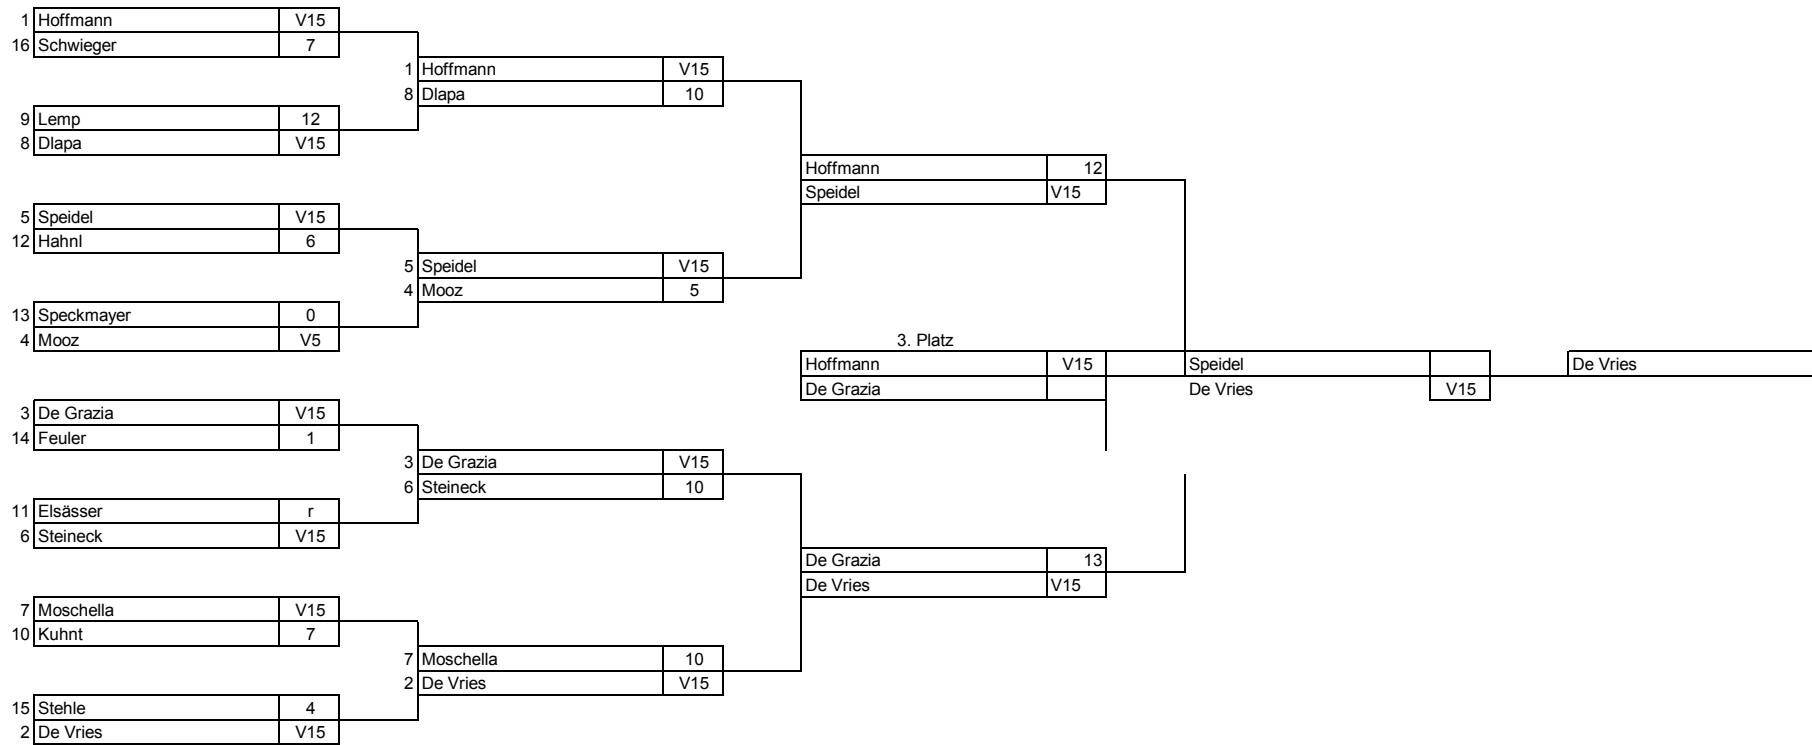 1 Hoffmann V15
16 Schwieger 7
1 Hoffmann V15
8 Dlapa 10
9 Lemp 12
8 Dlapa V15
Hoffmann 12
Speidel V15
5 Speidel V15
12 Hahnl 6
5 Speidel V15
4 Mooz 5
13 Speckmayer 0
4 Mooz V5
3. Platz
Hoffmann V15 Speidel De Vries
De Grazia De Vries V15
3 De Grazia V15
14 Feuler 1
3 De Grazia V15
6 Steineck 10
11 Elsässer r
6 Steineck V15
De Grazia 13
De Vries V15
7 Moschella V15
10 Kuhnt 7
7 Moschella 10
2 De Vries V15
15 Stehle 4
2 De Vries V15